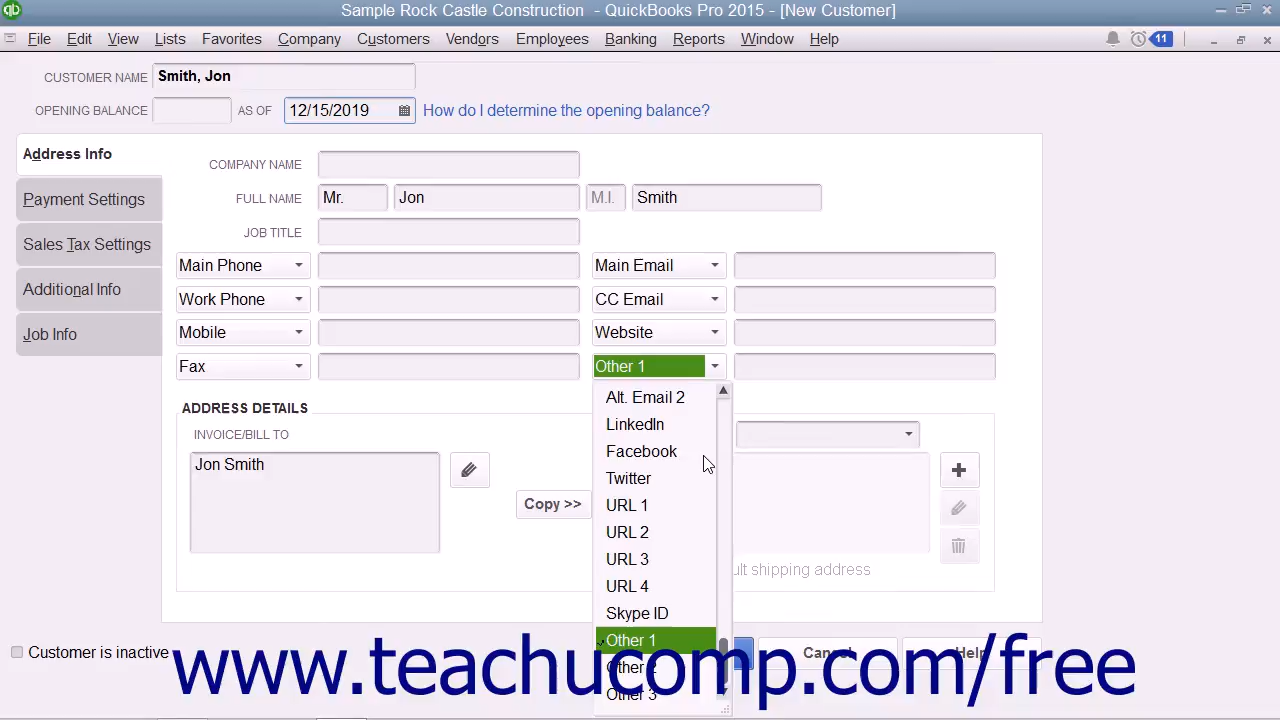 Sample Rock Castle Construction - QuickBooks Pro 2015 - [New Customer]
File Edit View Lists Favorites Company Customers Vendors Employees Banking Reports Window Help 11
CUSTOMER NAME Smith, Jon
OPENING BALANCE AS OF 12/15/2019 How do I determine the opening balance?
Address Info
Payment Settings
Sales Tax Settings
Additional Info
Job Info
COMPANY NAME
FULL NAME Mr. Jon M.I. Smith
JOB TITLE
Main Phone Main Email
Work Phone CC Email
Mobile Website
Fax Other 1
ADDRESS DETAILS
INVOICE/BILL TO
Jon Smith
Copy >>
Alt. Email 2
LinkedIn
Facebook
Twitter
URL 1
URL 2
URL 3
URL 4
Skype ID
Other 1
Other 2
Other 3
shipping address
Customer is inactive
Cancel Help
www.teachucomp.com/free